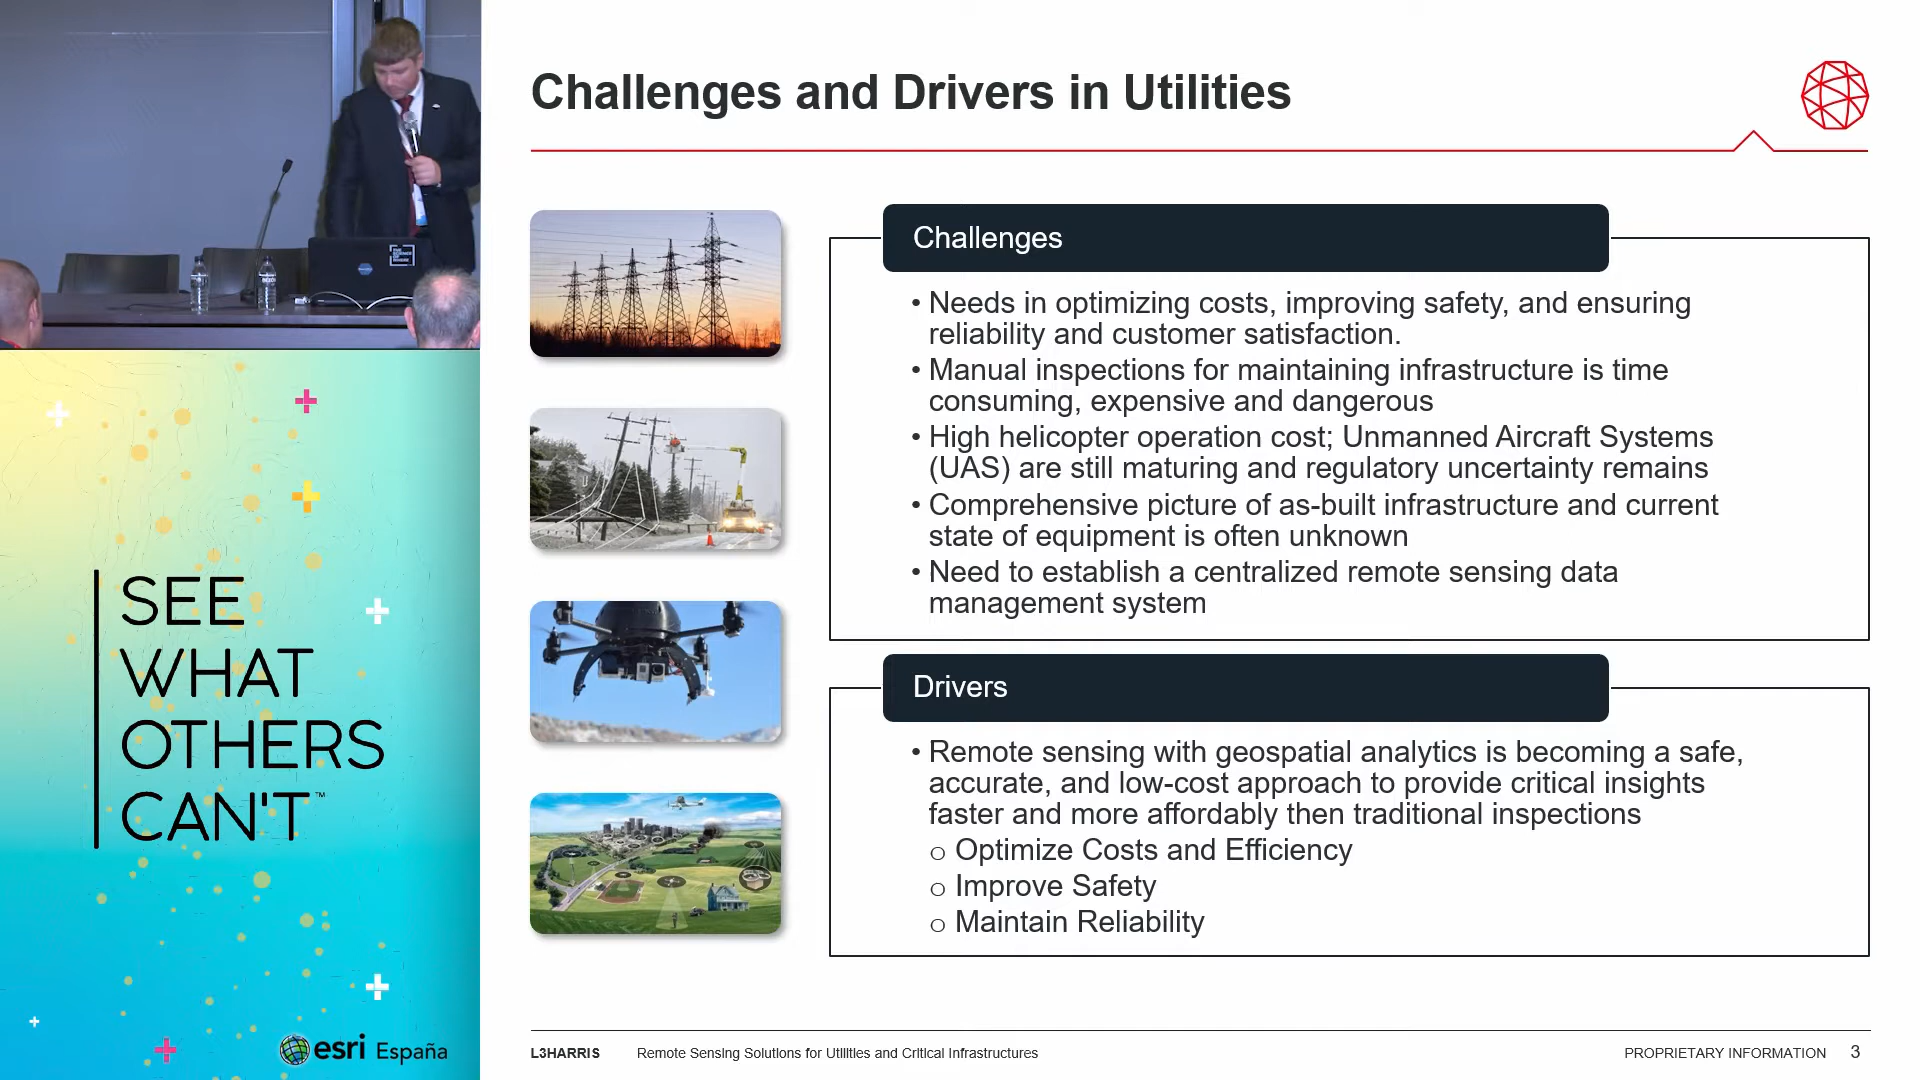 Challenges and Drivers in Utilities
Challenges
• Needs in optimizing costs, improving safety, and ensuring
reliability and customer satisfaction.
• Manual inspections for maintaining infrastructure is time
consuming, expensive and dangerous
• High helicopter operation cost; Unmanned Aircraft Systems
(UAS) are still maturing and regulatory uncertainty remains
• Comprehensive picture of as-built infrastructure and current
state of equipment is often unknown
• Need to establish a centralized remote sensing data
management system
Drivers
• Remote sensing with geospatial analytics is becoming a safe,
accurate, and low-cost approach to provide critical insights
faster and more affordably then traditional inspections
o Optimize Costs and Efficiency
o Improve Safety
o Maintain Reliability
L3HARRIS Remote Sensing Solutions for Utilities and Critical Infrastructures
PROPRIETARY INFORMATION 3
THE
SCIENCE
OF
WHERE
SEE
WHAT
OTHERS
CAN'T™
esri España